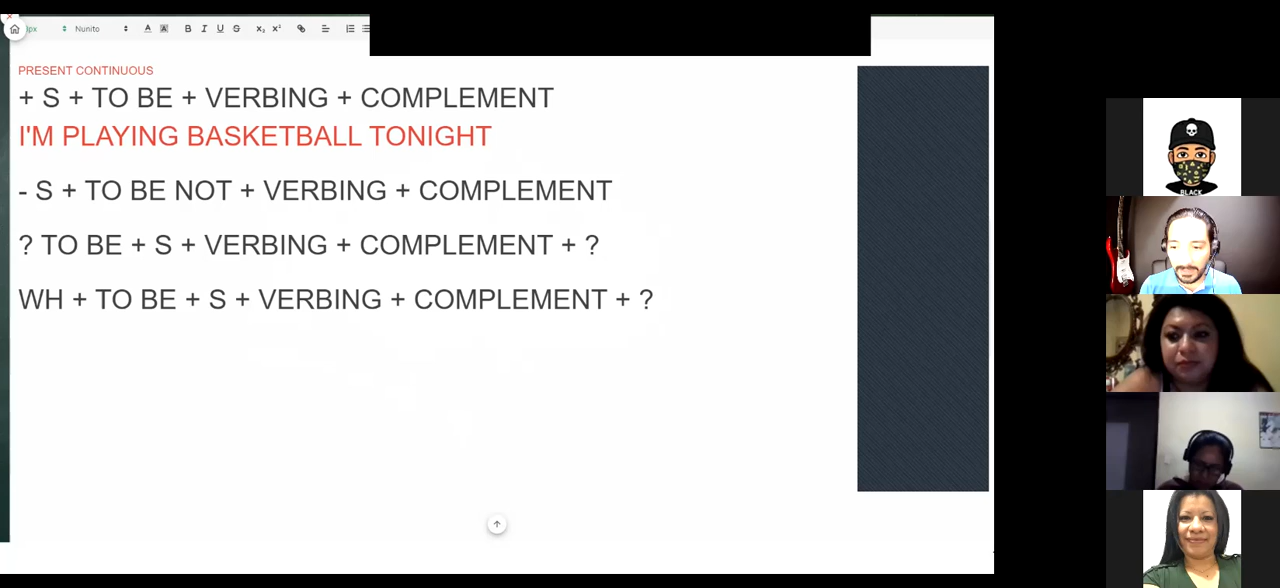 px Nunito
PRESENT CONTINUOUS
+ S + TO BE + VERBING + COMPLEMENT
I'M PLAYING BASKETBALL TONIGHT
- S + TO BE NOT + VERBING + COMPLEMENT
? TO BE + S + VERBING + COMPLEMENT + ?
WH + TO BE + S + VERBING + COMPLEMENT + ?
BLACK